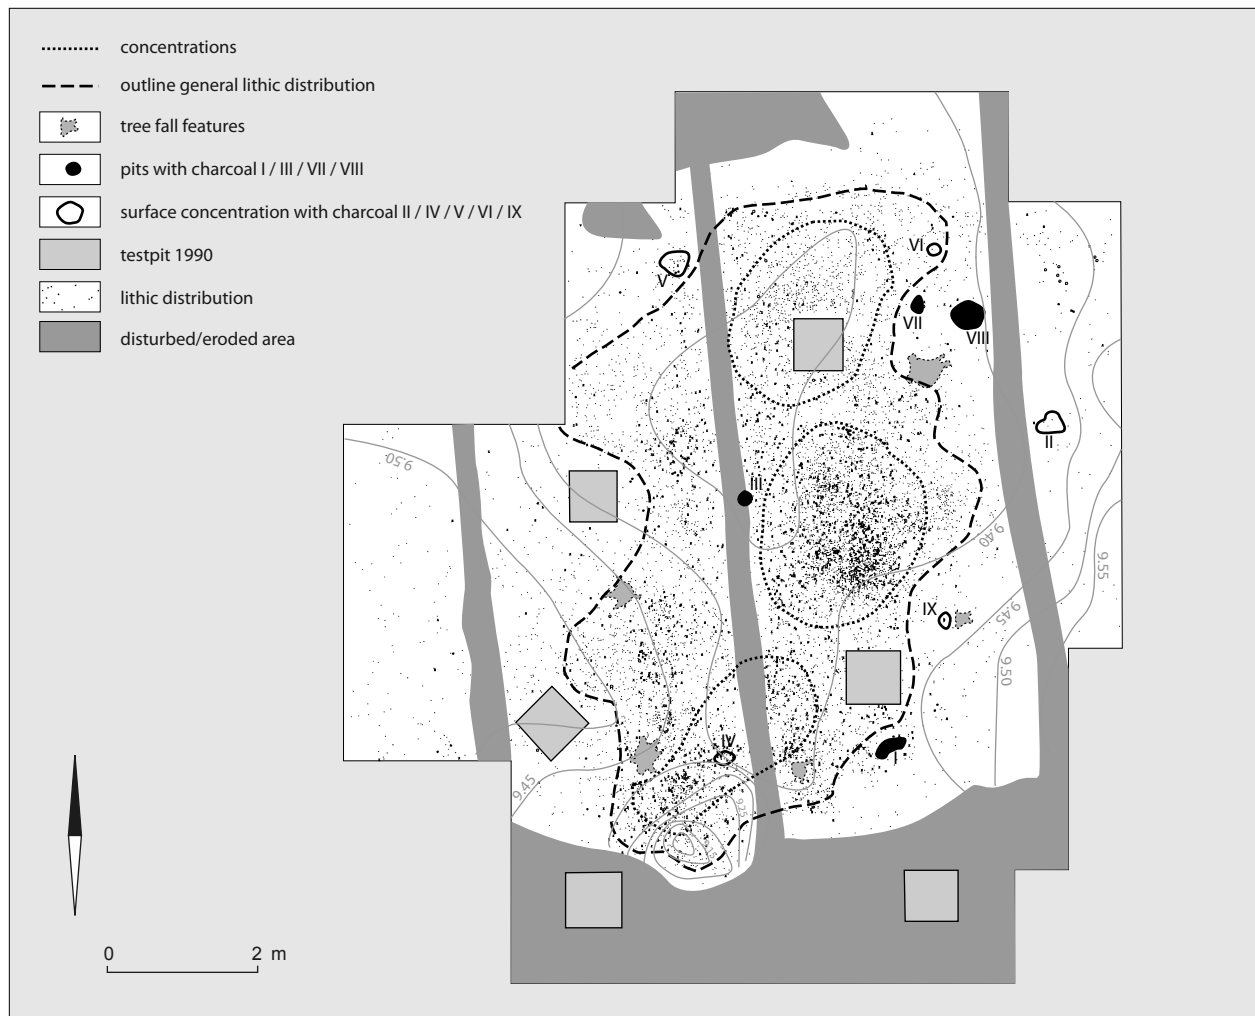 concentrations
outline general lithic distribution
tree fall features
pits with charcoal I / III / VII / VIII
surface concentration with charcoal II / IV / V / VI / IX
testpit 1990
lithic distribution
disturbed/eroded area
VI
V
VII
VIII
II
9.50
III
9.40
9.55
IX
9.45
9.50
IV
I
9.45
9.25
0 2 m